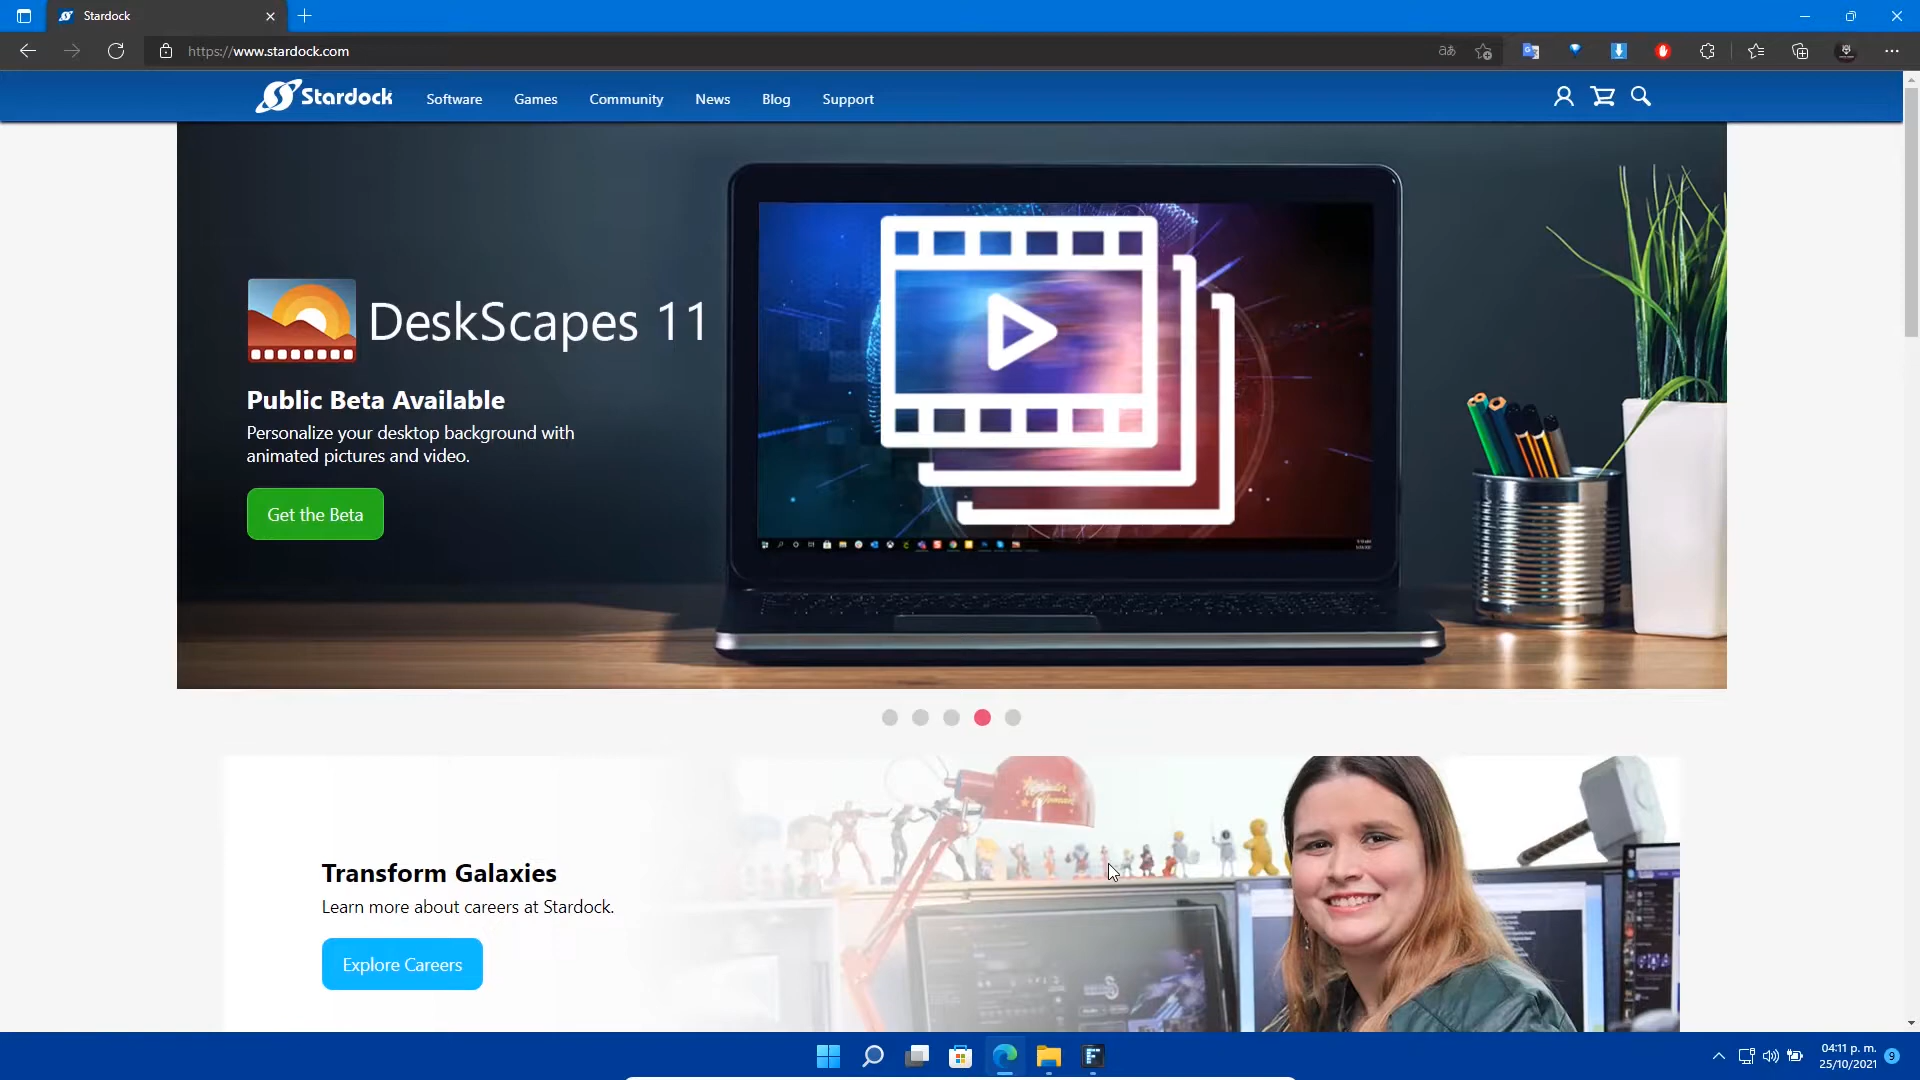 Stardock
https://www.stardock.com
Stardock
Software
Games
Community
News
Blog
Support
DeskScapes 11
Public Beta Available
Personalize your desktop background with
animated pictures and video.
Get the Beta
Transform Galaxies
Learn more about careers at Stardock.
Explore Careers
04:11 p. m.
25/10/2021
9